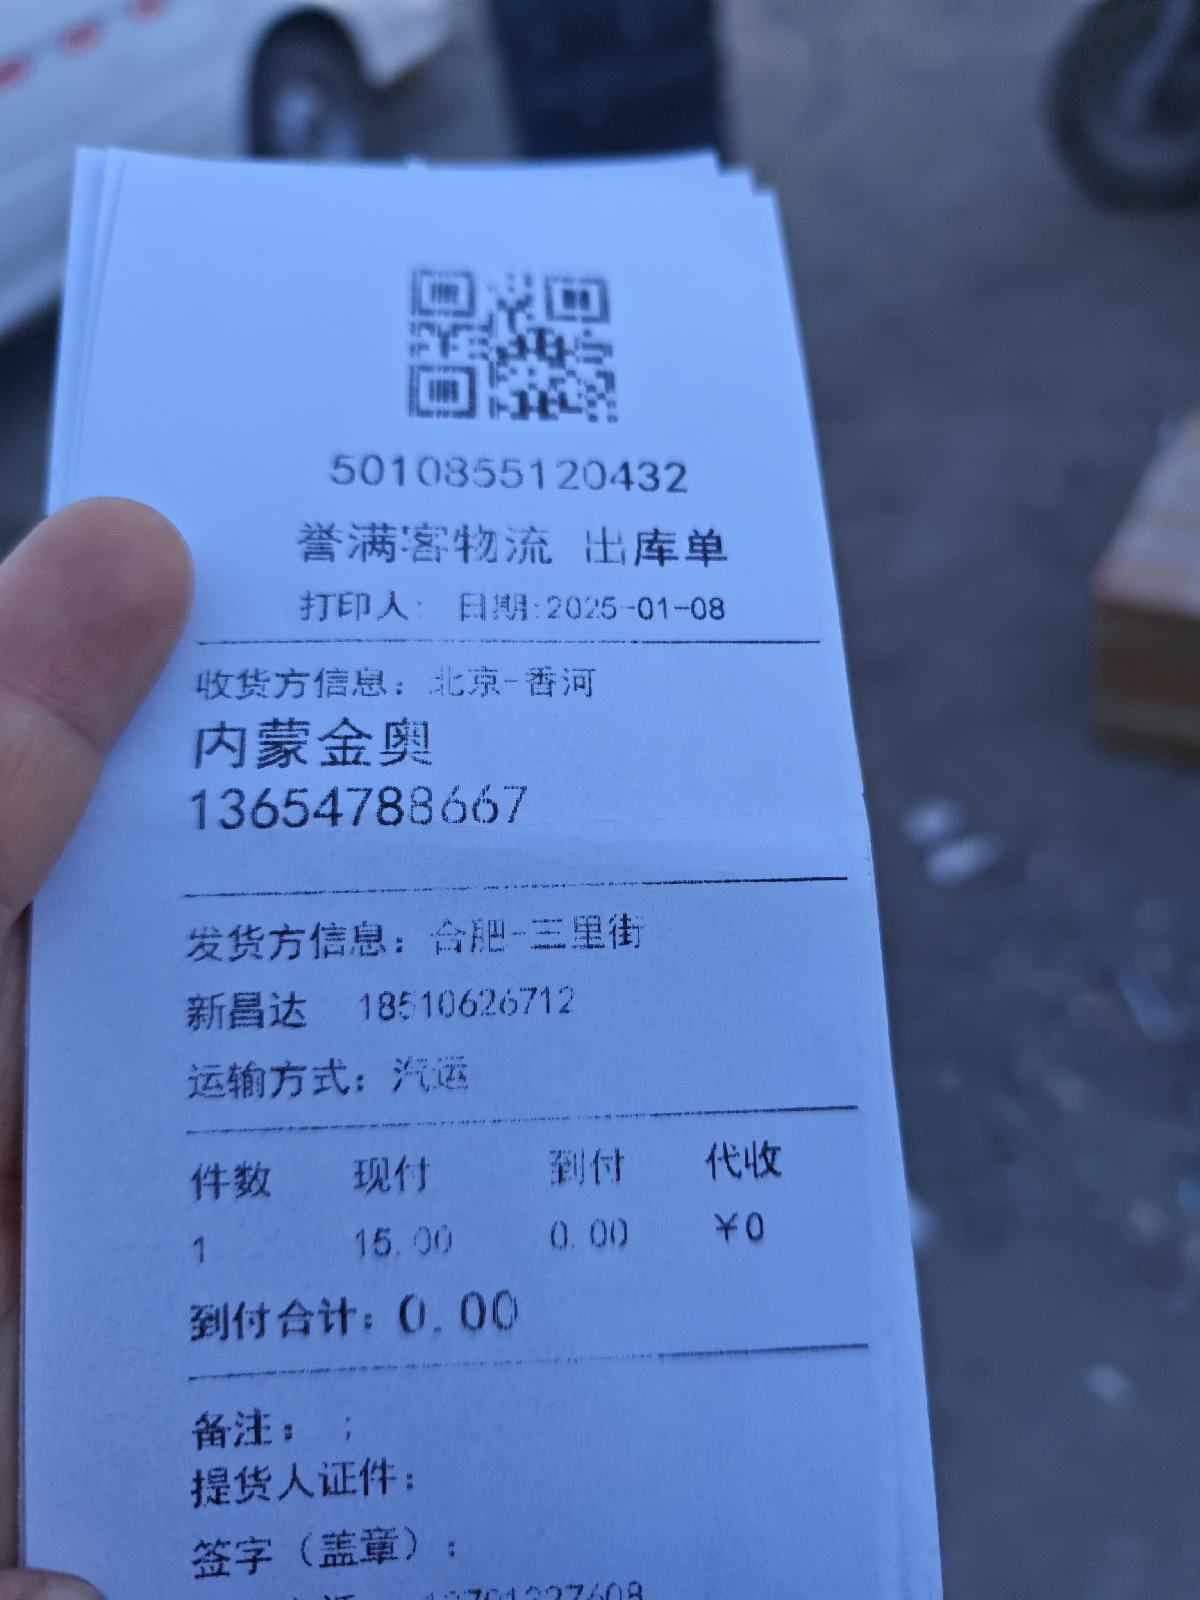 5010855120432
誉满客物流 出库单
打印人: 日期:2025-01-08
收货方信息：北京-香河
内蒙金奥
13654788667
发货方信息：合肥-三里街
新昌达 18510626712
运输方式：汽运
件数 现付 到付 代收
1 15.00 0.00 ￥0
到付合计：0.00
备注： ;
提货人证件：
签字（盖章）：